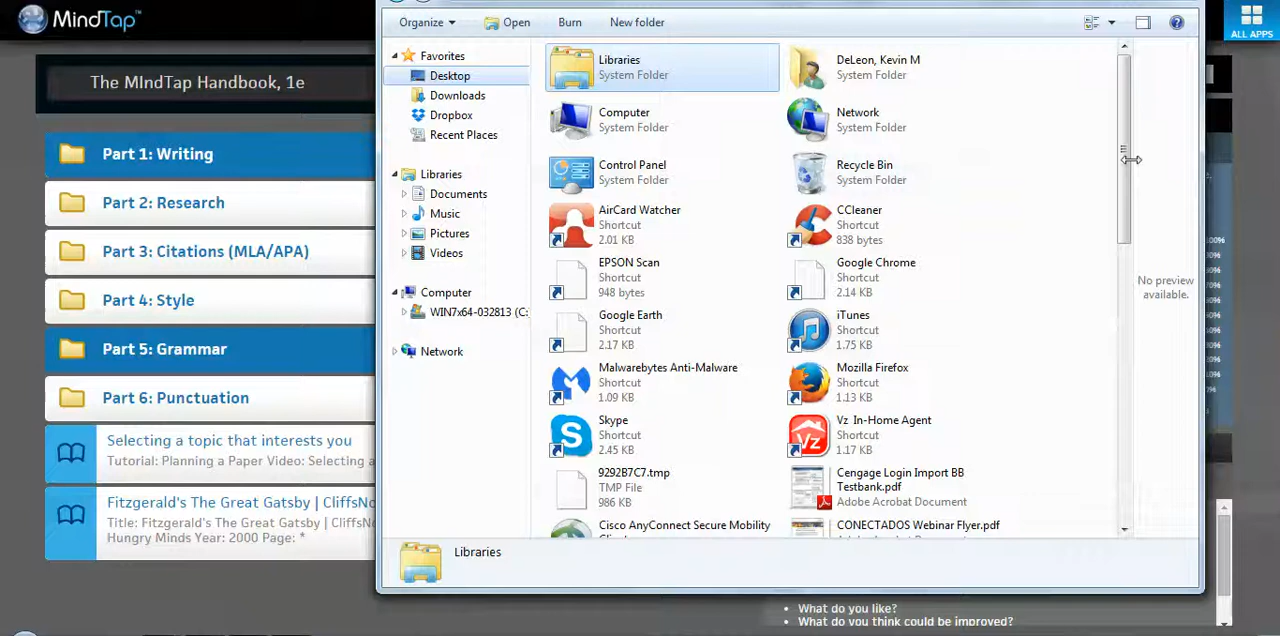 MindTap™
The MIndTap Handbook, 1e
Part 1: Writing
Part 2: Research
Part 3: Citations (MLA/APA)
Part 4: Style
Part 5: Grammar
Part 6: Punctuation
Selecting a topic that interests you
Tutorial: Planning a Paper Video: Selecting a
Fitzgerald's The Great Gatsby | CliffsNo
Title: Fitzgerald's The Great Gatsby | CliffsN
Hungry Minds Year: 2000 Page: *
Organize
Open
Burn
New folder
Favorites
Desktop
Downloads
Dropbox
Recent Places
Libraries
Documents
Music
Pictures
Videos
Computer
WIN7x64-032813 (C:
Network
Libraries
System Folder
DeLeon, Kevin M
System Folder
Computer
System Folder
Network
System Folder
Control Panel
System Folder
Recycle Bin
System Folder
AirCard Watcher
Shortcut
2.01 KB
CCleaner
Shortcut
838 bytes
EPSON Scan
Shortcut
948 bytes
Google Chrome
Shortcut
2.14 KB
Google Earth
Shortcut
2.17 KB
iTunes
Shortcut
1.75 KB
Malwarebytes Anti-Malware
Shortcut
1.09 KB
Mozilla Firefox
Shortcut
1.13 KB
Skype
Shortcut
2.45 KB
Vz In-Home Agent
Shortcut
1.17 KB
9292B7C7.tmp
TMP File
986 KB
Cengage Login Import BB
Testbank.pdf
Adobe Acrobat Document
Cisco AnyConnect Secure Mobility
CONECTADOS Webinar Flyer.pdf
No preview
available.
Libraries
ALL APPS
100%
• What do you like?
• What do you think could be improved?